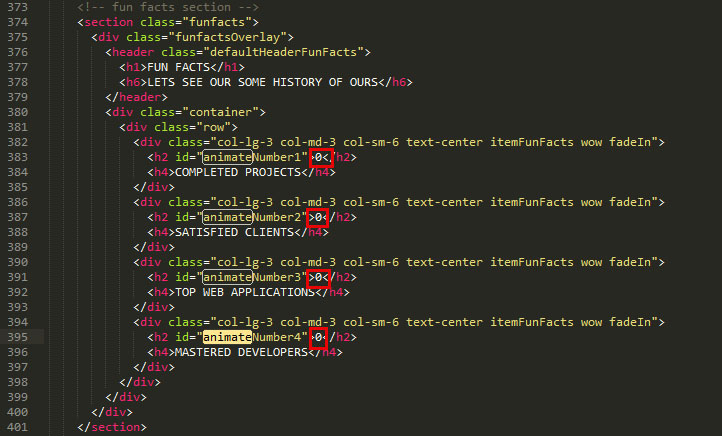 373 <!-- fun facts section -->
374 <section class="funfacts">
375 <div class="funfactsOverlay">
376 <header class="defaultHeaderFunFacts">
377 <h1>FUN FACTS</h1>
378 <h6>LETS SEE OUR SOME HISTORY OF OURS</h6>
379 </header>
380 <div class="container">
381 <div class="row">
382 <div class="col-lg-3 col-md-3 col-sm-6 text-center itemFunFacts wow fadeIn">
383 <h2 id="animateNumber1">0</h2>
384 <h4>COMPLETED PROJECTS</h4>
385 </div>
386 <div class="col-lg-3 col-md-3 col-sm-6 text-center itemFunFacts wow fadeIn">
387 <h2 id="animateNumber2">0</h2>
388 <h4>SATISFIED CLIENTS</h4>
389 </div>
390 <div class="col-lg-3 col-md-3 col-sm-6 text-center itemFunFacts wow fadeIn">
391 <h2 id="animateNumber3">0</h2>
392 <h4>TOP WEB APPLICATIONS</h4>
393 </div>
394 <div class="col-lg-3 col-md-3 col-sm-6 text-center itemFunFacts wow fadeIn">
395 <h2 id="animateNumber4">0</h2>
396 <h4>MASTERED DEVELOPERS</h4>
397 </div>
398 </div>
399 </div>
400 </div>
401 </section>